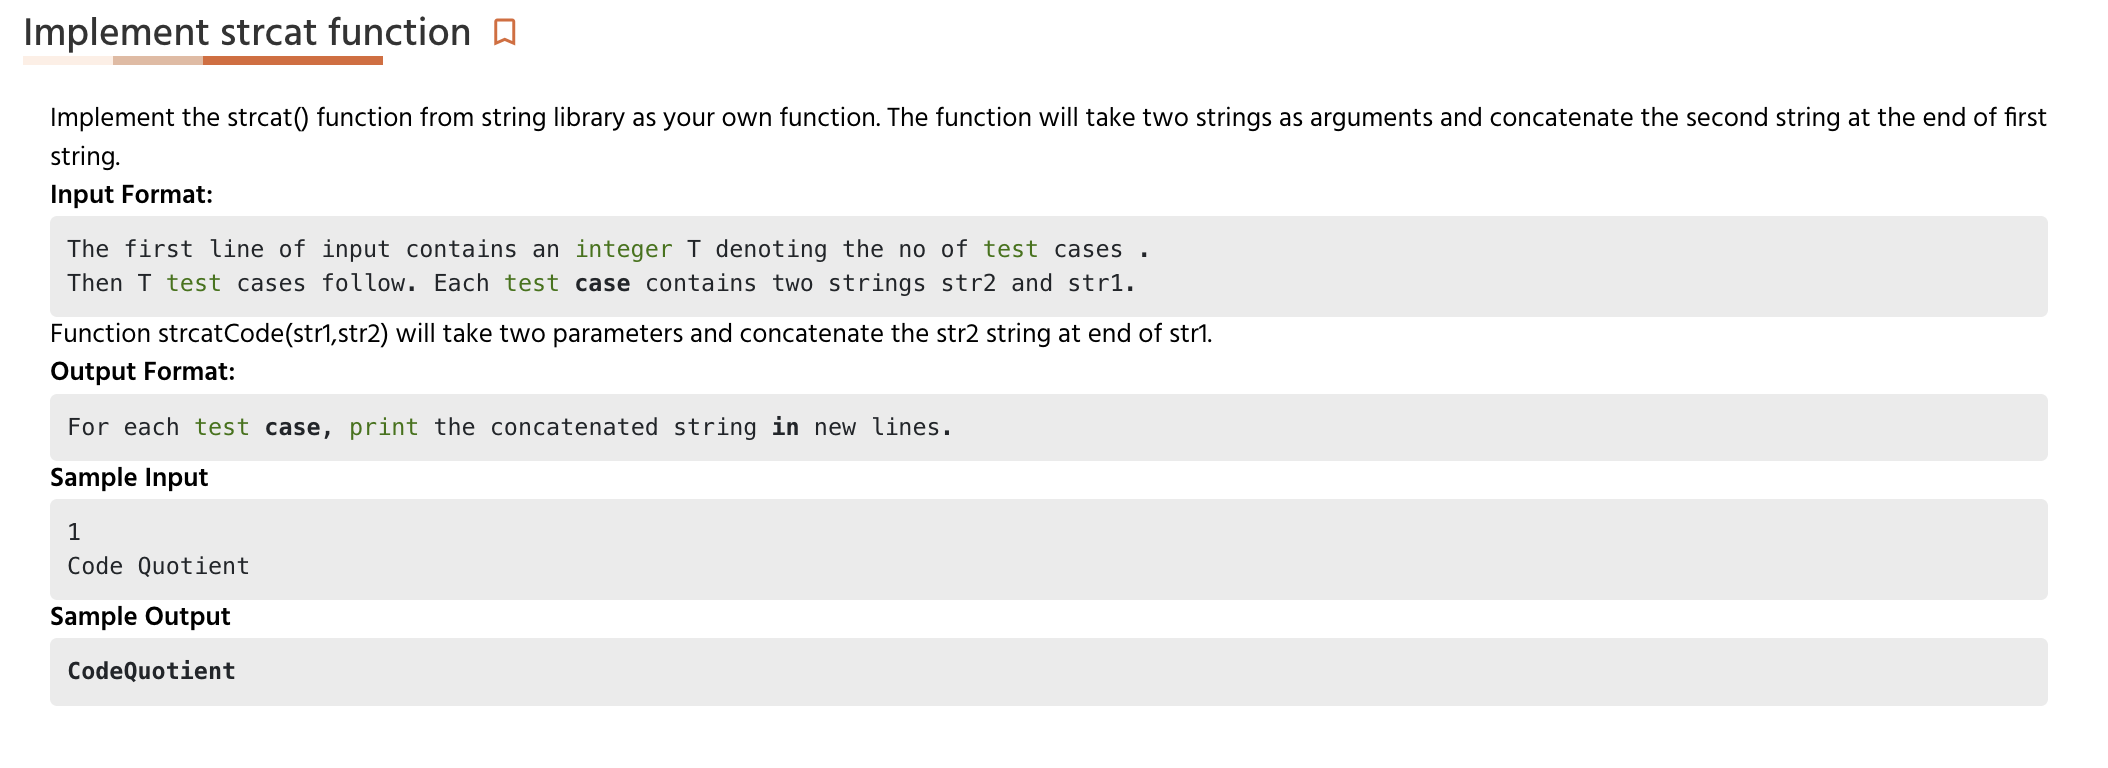 Implement strcat function
Implement the strcat() function from string library as your own function. The function will take two strings as arguments and concatenate the second string at the end of first
string.
Input Format:
The first line of input contains an integer T denoting the no of test cases .
Then T test cases follow. Each test case contains two strings str2 and str1.
Function strcatCode(str1,str2) will take two parameters and concatenate the str2 string at end of str1.
Output Format:
For each test case, print the concatenated string in new lines.
Sample Input
1
Code Quotient
Sample Output
CodeQuotient